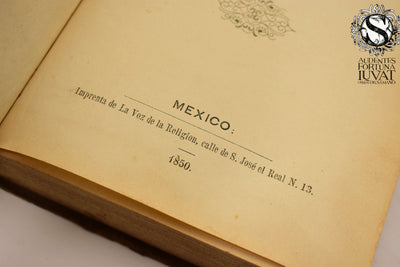 MEXICO:
Imprenta de La Voz de la Religion, calle de S. José el Real N. 13.
1850.
S
AUDENTES
FORTUNA
IUVAT